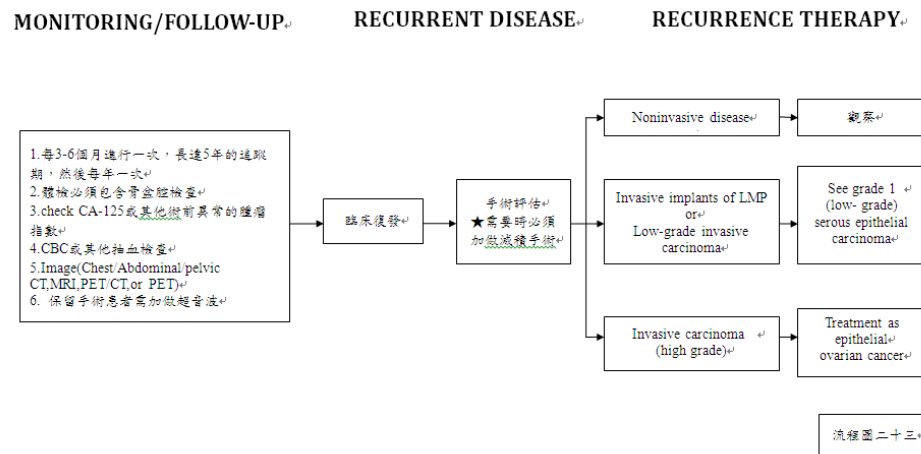 MONITORING/FOLLOW-UP
RECURRENT DISEASE
RECURRENCE THERAPY
1.每3-6個月進行一次,長達5年的追蹤
期,然後每年一次
2.體檢必須包含骨盆腔檢查
3.check CA-125或其他術前異常的腫瘤
指數
4.CBC或其他抽血檢查
5.Image(Chest/Abdominal/pelvic
CT,MRI,PET/CT,or PET)
6. 保留手術患者需加做超音波
臨床復發
手術評估
★需要時必須
加做減積手術
Noninvasive disease
觀察
Invasive implants of LMP
or
Low-grade invasive
carcinoma
See grade 1
(low- grade)
serous epithelial
carcinoma
Invasive carcinoma
(high grade)
Treatment as
epithelial
ovarian cancer
流程圖二十三